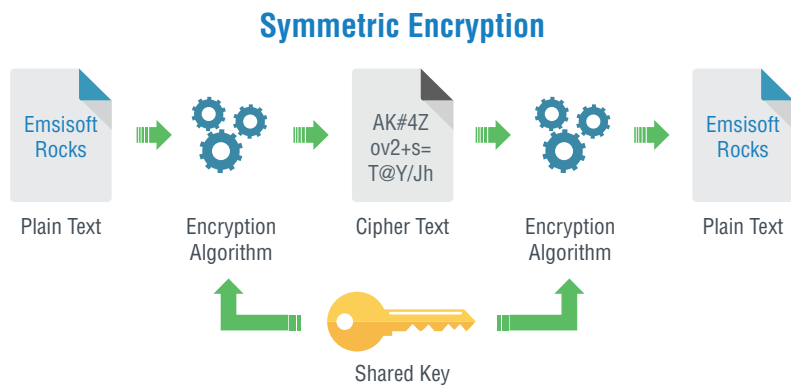 Symmetric Encryption
Emsisoft
Rocks
Plain Text
Encryption
Algorithm
AK#4Z
ov2+s=
T@Y/Jh
Cipher Text
Encryption
Algorithm
Emsisoft
Rocks
Plain Text
Shared Key